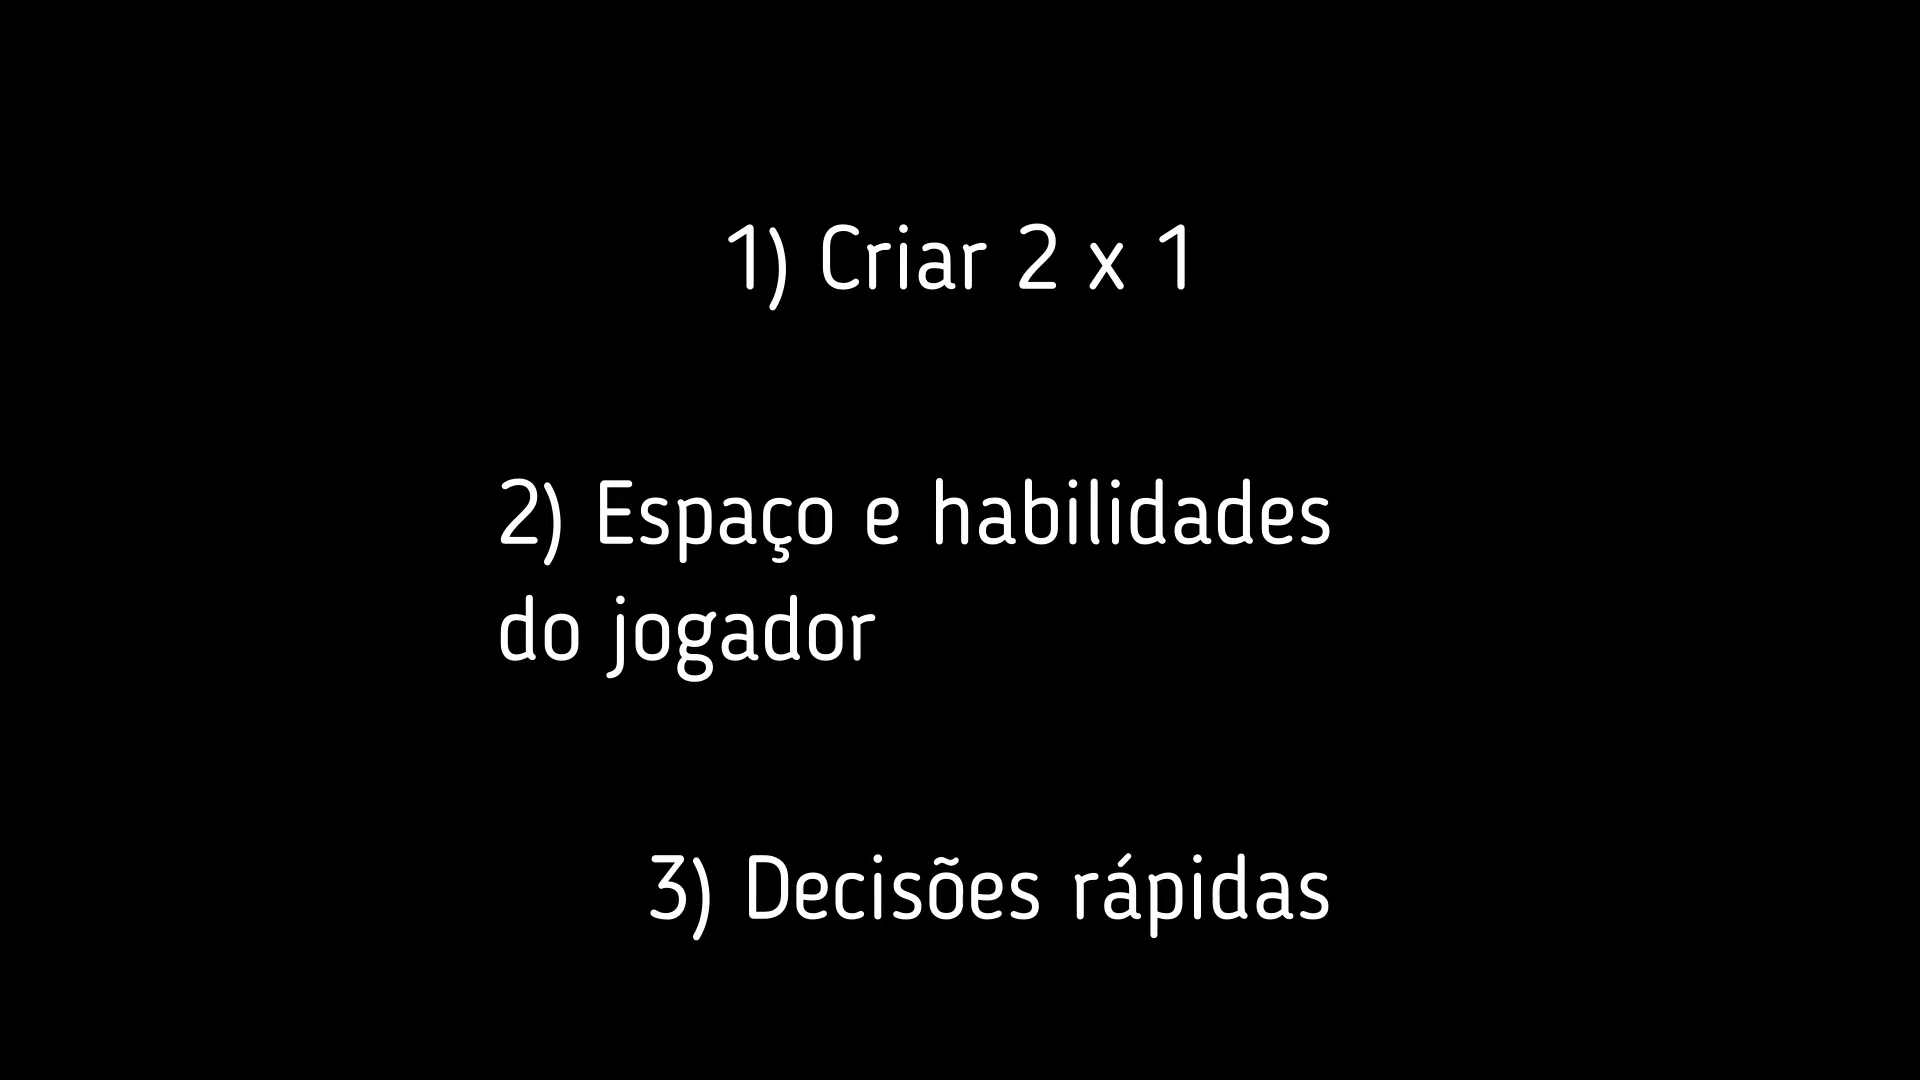 1) Criar 2 x 1
2) Espaço e habilidades
do jogador
3) Decisões rápidas